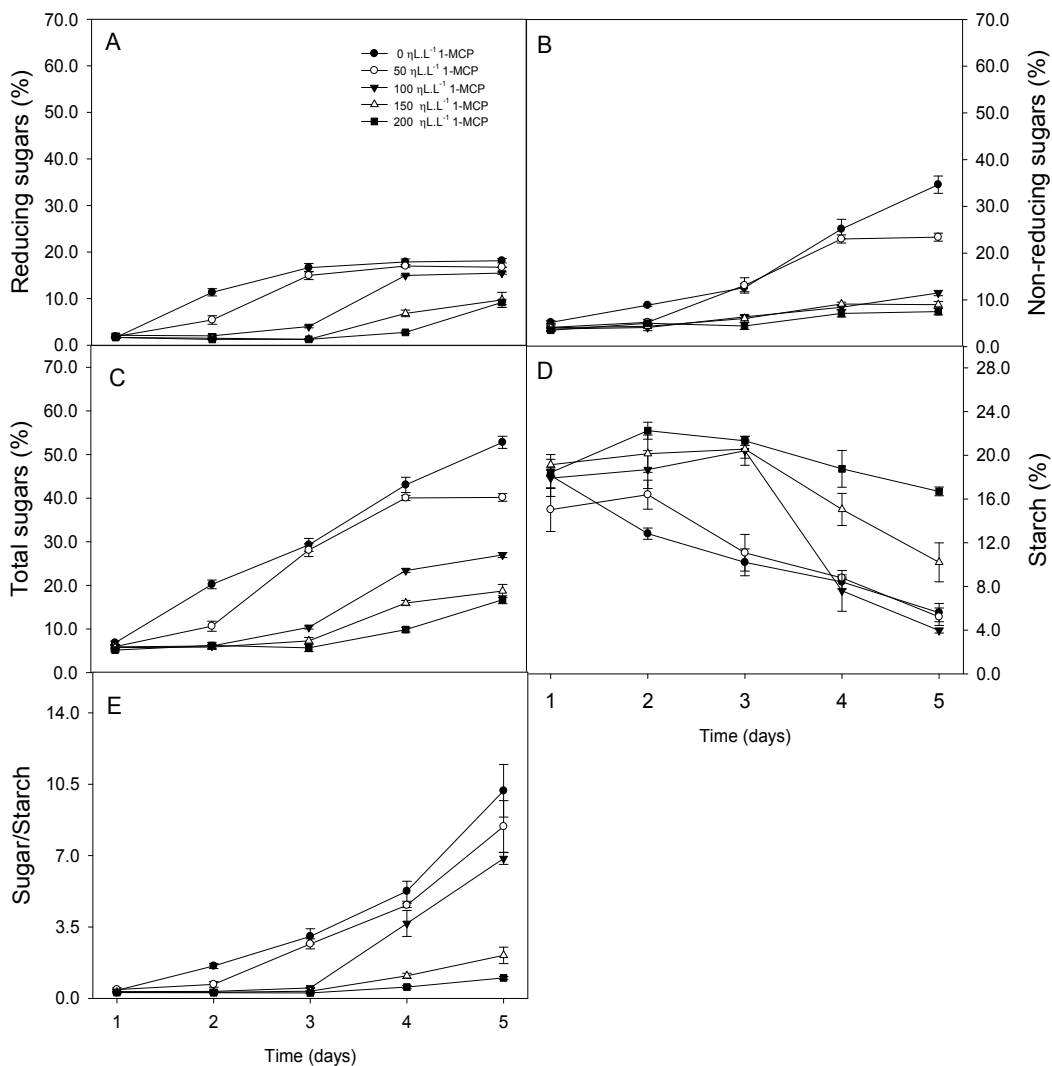 A
0 ηL.L⁻¹ 1-MCP
50 ηL.L⁻¹ 1-MCP
100 ηL.L⁻¹ 1-MCP
150 ηL.L⁻¹ 1-MCP
200 ηL.L⁻¹ 1-MCP
Reducing sugars (%)
70.0
60.0
50.0
40.0
30.0
20.0
10.0
0.0
B
Non-reducing sugars (%)
70.0
60.0
50.0
40.0
30.0
20.0
10.0
0.0
C
Total sugars (%)
70.0
60.0
50.0
40.0
30.0
20.0
10.0
0.0
D
Starch (%)
28.0
24.0
20.0
16.0
12.0
8.0
4.0
0.0
1 2 3 4 5
Time (days)
E
Sugar/Starch
14.0
10.5
7.0
3.5
0.0
1 2 3 4 5
Time (days)